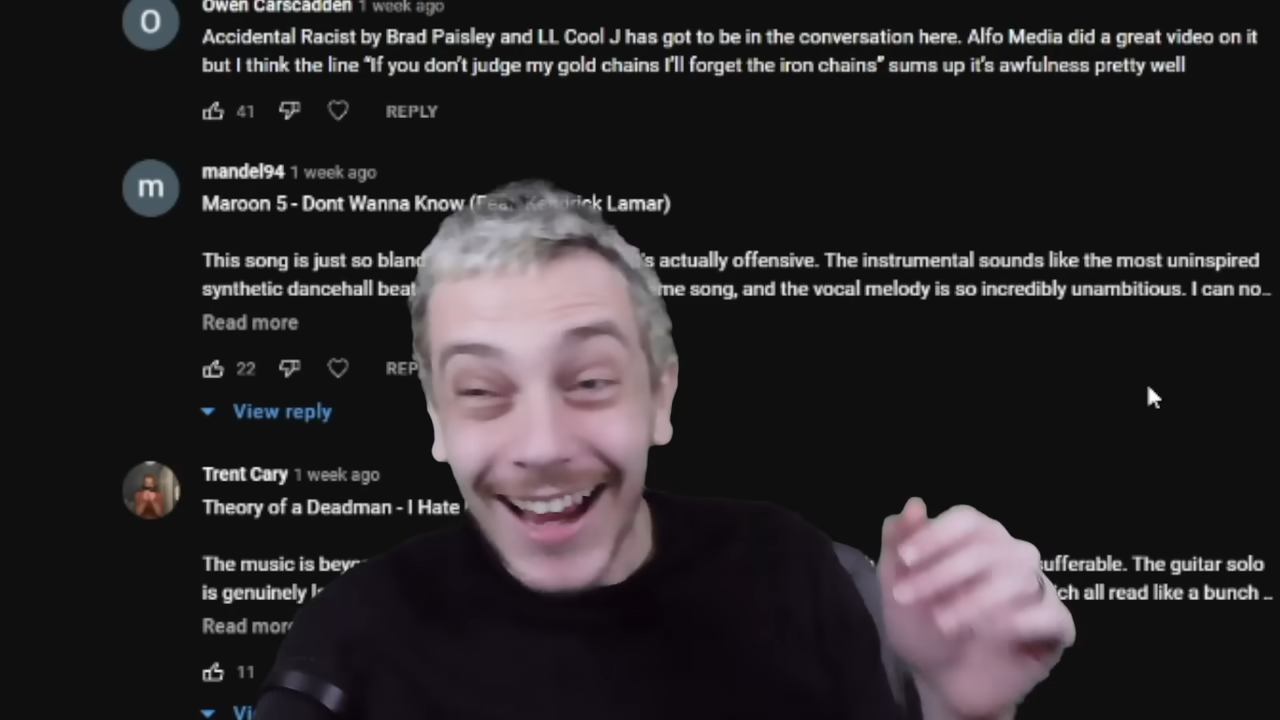 Owen Carscadden 1 week ago
O
Accidental Racist by Brad Paisley and LL Cool J has got to be in the conversation here. Alfo Media did a great video on it
but I think the line “If you don’t judge my gold chains I’ll forget the iron chains” sums up it’s awfulness pretty well
41 REPLY
m
mandel94 1 week ago
Maroon 5 - Dont Wanna Know (Feat. Kendrick Lamar)
This song is just so bland actually offensive. The instrumental sounds like the most uninspired
synthetic dancehall beat song, and the vocal melody is so incredibly unambitious. I can no...
Read more
22
View reply
Trent Cary 1 week ago
Theory of a Deadman - I Hate
The music is The guitar solo
is genuinely all read like a bunch ...
Read more
11